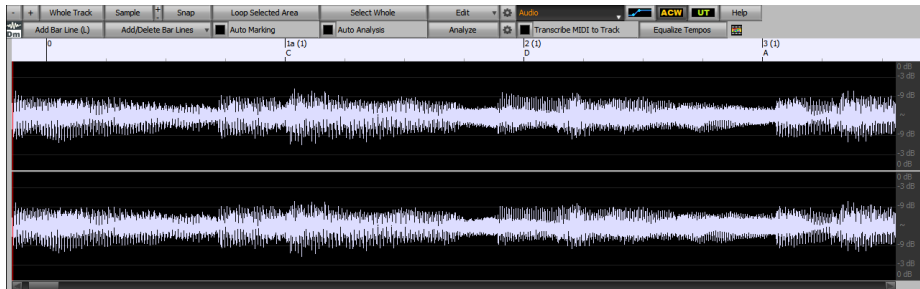 - + Whole Track Sample + - Snap Loop Selected Area Select Whole Edit Audio ACW UT Help
Dm Add Bar Line (L) Add/Delete Bar Lines Auto Marking Auto Analysis Analyze Transcribe MIDI to Track Equalize Tempos
0 1a (1) 2 (1) 3 (1)
C D A
0 dB
-3 dB
-9 dB
~
-9 dB
-3 dB
0 dB
0 dB
-3 dB
-9 dB
~
-9 dB
-3 dB
0 dB